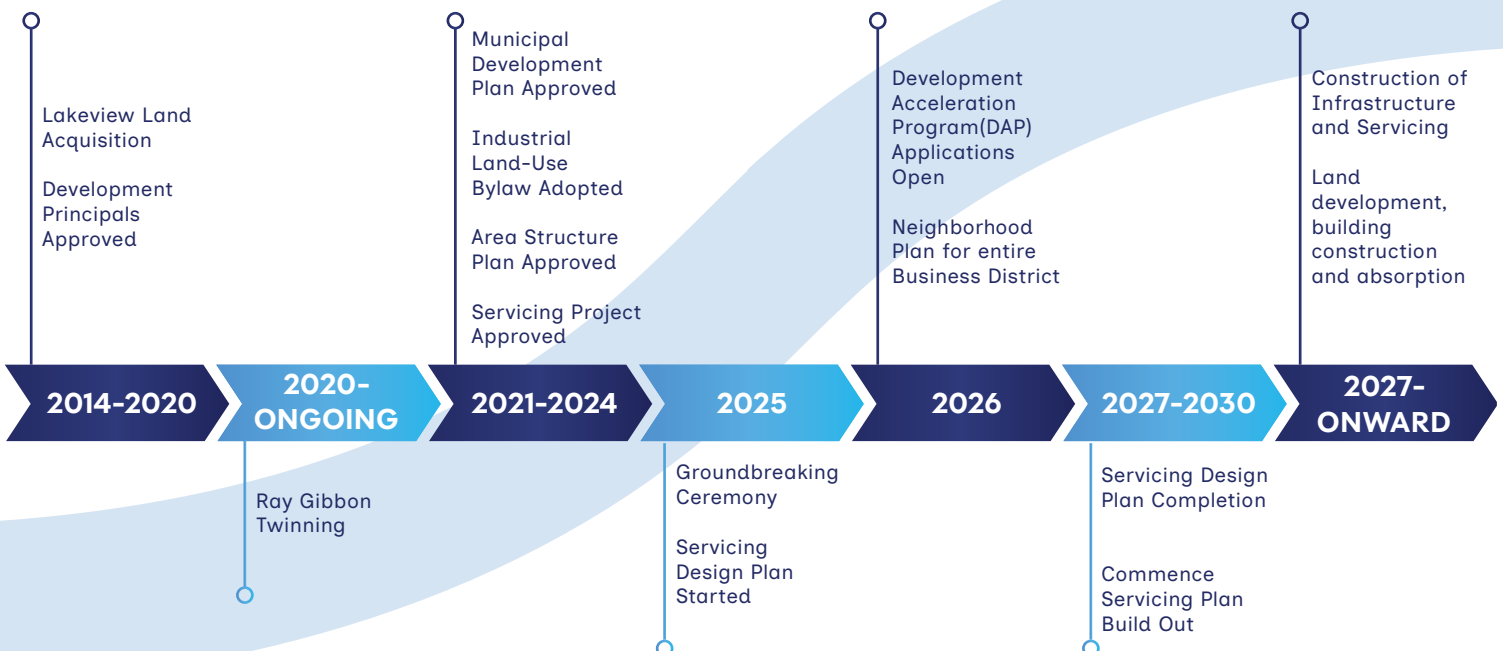 Lakeview Land
Acquisition
Development
Principals
Approved
Municipal
Development
Plan Approved
Industrial
Land-Use
Bylaw Adopted
Area Structure
Plan Approved
Servicing Project
Approved
Development
Acceleration
Program(DAP)
Applications
Open
Neighborhood
Plan for entire
Business District
Construction of
Infrastructure
and Servicing
Land
development,
building
construction
and absorption
2014-2020
2020-
ONGOING
2021-2024
2025
2026
2027-2030
2027-
ONWARD
Ray Gibbon
Twinning
Groundbreaking
Ceremony
Servicing
Design Plan
Started
Servicing Design
Plan Completion
Commence
Servicing Plan
Build Out